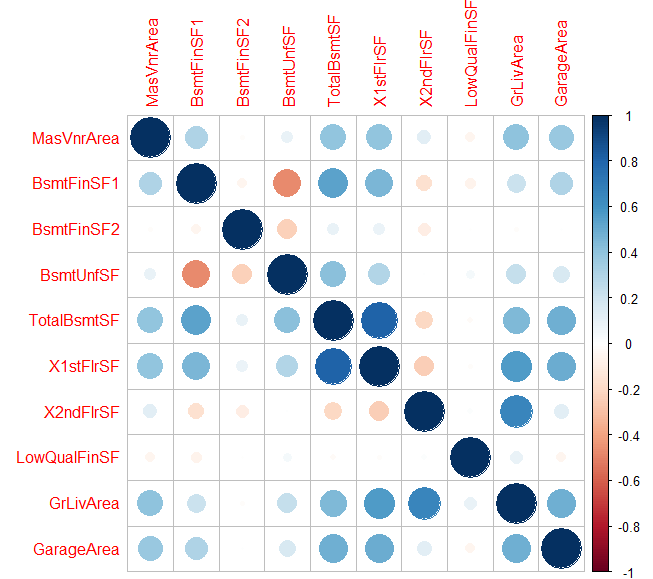 MasVnrArea
BsmtFinSF1
BsmtFinSF2
BsmtUnfSF
TotalBsmtSF
X1stFlrSF
X2ndFlrSF
LowQualFinSF
GrLivArea
GarageArea
MasVnrArea
BsmtFinSF1
BsmtFinSF2
BsmtUnfSF
TotalBsmtSF
X1stFlrSF
X2ndFlrSF
LowQualFinSF
GrLivArea
GarageArea
1
0.8
0.6
0.4
0.2
0
-0.2
-0.4
-0.6
-0.8
-1